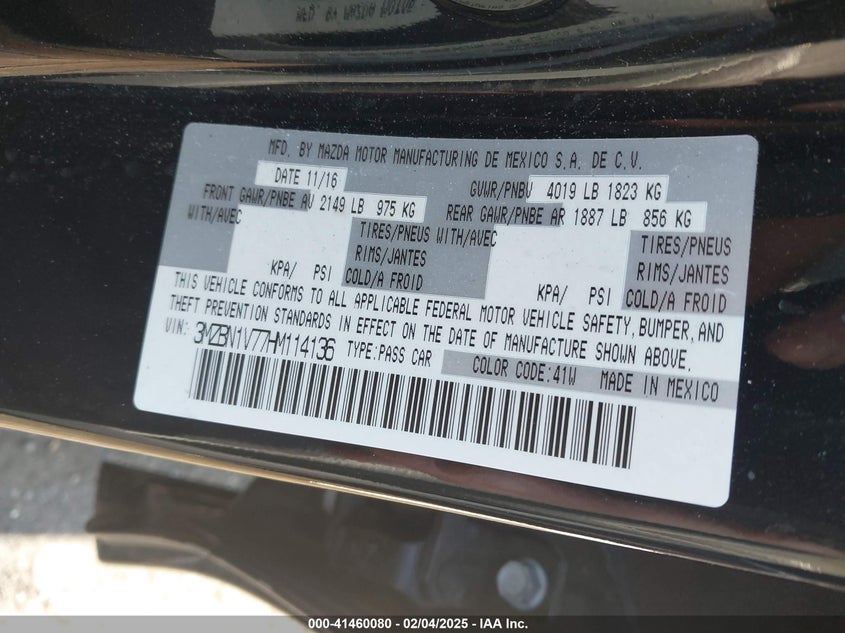 MFD. BY MAZDA MOTOR MANUFACTURING DE MEXICO S.A. DE C.V.
DATE 11/16 GVWR/PNBV 4019 LB 1823 KG
FRONT GAWR/PNBE AV 2149 LB 975 KG REAR GAWR/PNBE AR 1887 LB 856 KG
WITH/AVEC TIRES/PNEUS WITH/AVEC TIRES/PNEUS
RIMS/JANTES RIMS/JANTES
KPA/ PSI COLD/A FROID KPA/ PSI COLD/A FROID
THIS VEHICLE CONFORMS TO ALL APPLICABLE FEDERAL MOTOR VEHICLE SAFETY, BUMPER, AND
THEFT PREVENTION STANDARDS IN EFFECT ON THE DATE OF MANUFACTURE SHOWN ABOVE.
VIN: 3MZBN1V77HM114136 TYPE:PASS CAR COLOR CODE:41W MADE IN MEXICO
000-41460080 - 02/04/2025 - IAA Inc.